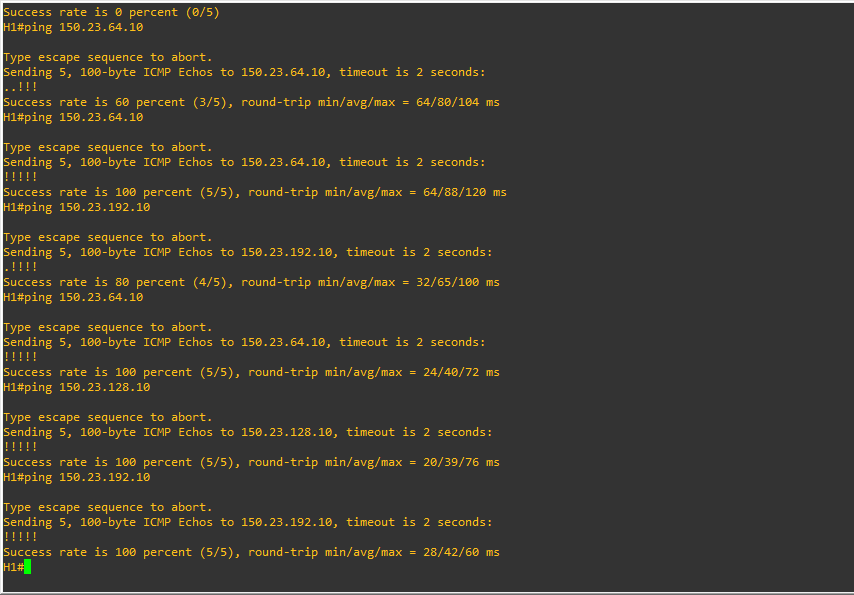 Success rate is 0 percent (0/5)
H1#ping 150.23.64.10
Type escape sequence to abort.
Sending 5, 100-byte ICMP Echos to 150.23.64.10, timeout is 2 seconds:
..!!!
Success rate is 60 percent (3/5), round-trip min/avg/max = 64/80/104 ms
H1#ping 150.23.64.10
Type escape sequence to abort.
Sending 5, 100-byte ICMP Echos to 150.23.64.10, timeout is 2 seconds:
!!!!!
Success rate is 100 percent (5/5), round-trip min/avg/max = 64/88/120 ms
H1#ping 150.23.192.10
Type escape sequence to abort.
Sending 5, 100-byte ICMP Echos to 150.23.192.10, timeout is 2 seconds:
.!!!!
Success rate is 80 percent (4/5), round-trip min/avg/max = 32/65/100 ms
H1#ping 150.23.64.10
Type escape sequence to abort.
Sending 5, 100-byte ICMP Echos to 150.23.64.10, timeout is 2 seconds:
!!!!!
Success rate is 100 percent (5/5), round-trip min/avg/max = 24/40/72 ms
H1#ping 150.23.128.10
Type escape sequence to abort.
Sending 5, 100-byte ICMP Echos to 150.23.128.10, timeout is 2 seconds:
!!!!!
Success rate is 100 percent (5/5), round-trip min/avg/max = 20/39/76 ms
H1#ping 150.23.192.10
Type escape sequence to abort.
Sending 5, 100-byte ICMP Echos to 150.23.192.10, timeout is 2 seconds:
!!!!!
Success rate is 100 percent (5/5), round-trip min/avg/max = 28/42/60 ms
H1#